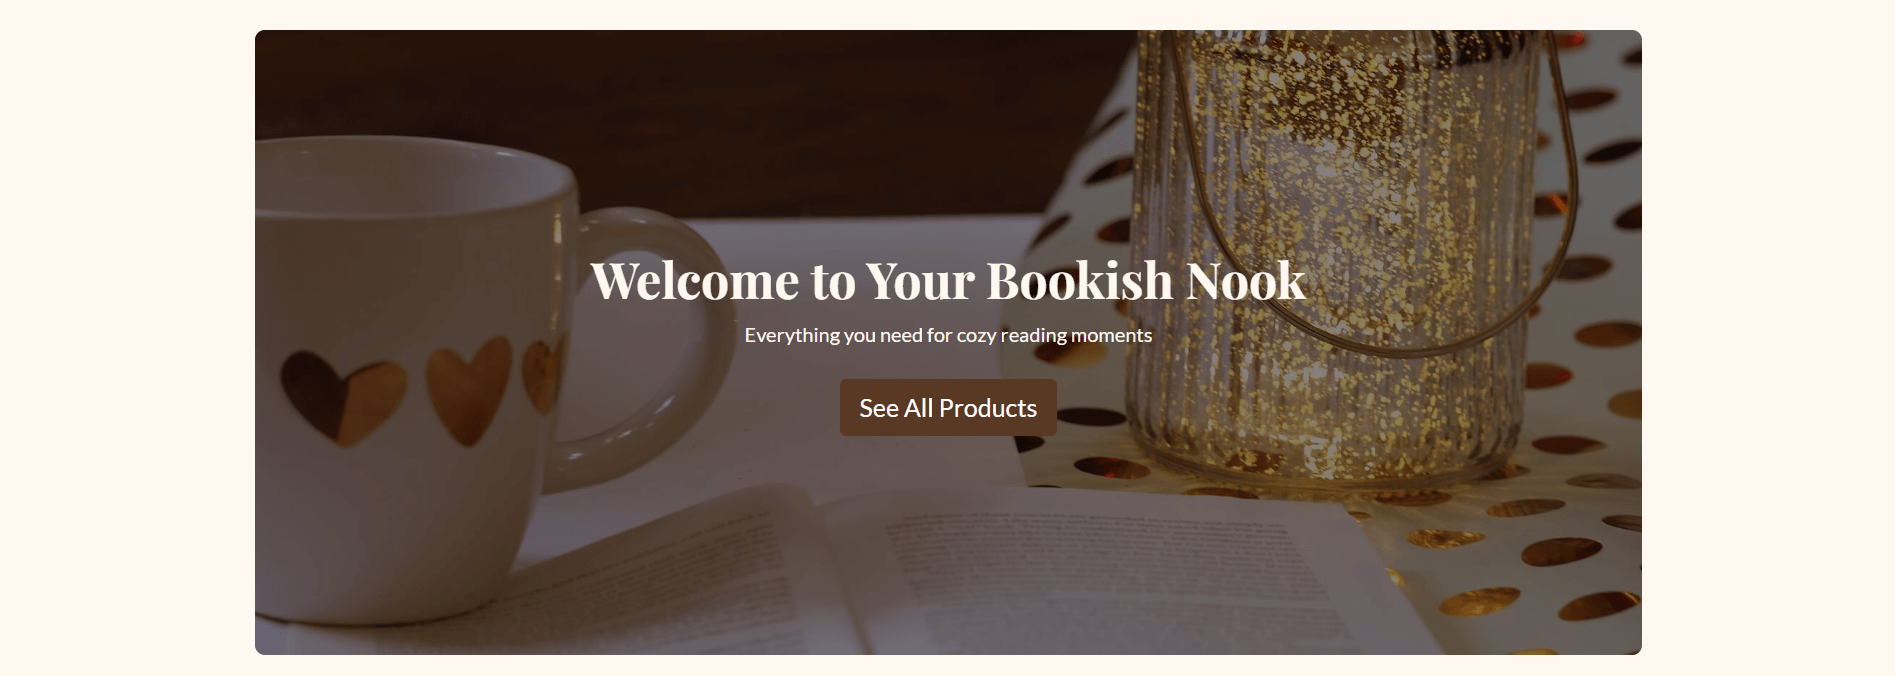 Welcome to Your Bookish Nook
Everything you need for cozy reading moments
See All Products